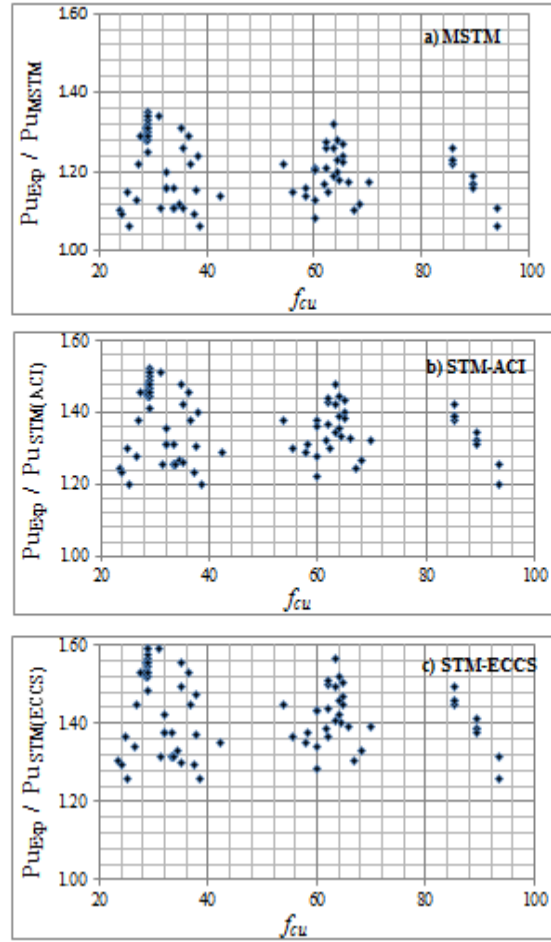 a) MSTM
1.60
1.40
1.20
1.00
PuExp / PuMSTM
20 40 60 80 100
fcu
b) STM-ACI
1.60
1.40
1.20
1.00
PuExp / PuSTM(ACI)
20 40 60 80 100
fcu
c) STM-ECCS
1.60
1.40
1.20
1.00
PuExp / PuSTM(ECCS)
20 40 60 80 100
fcu